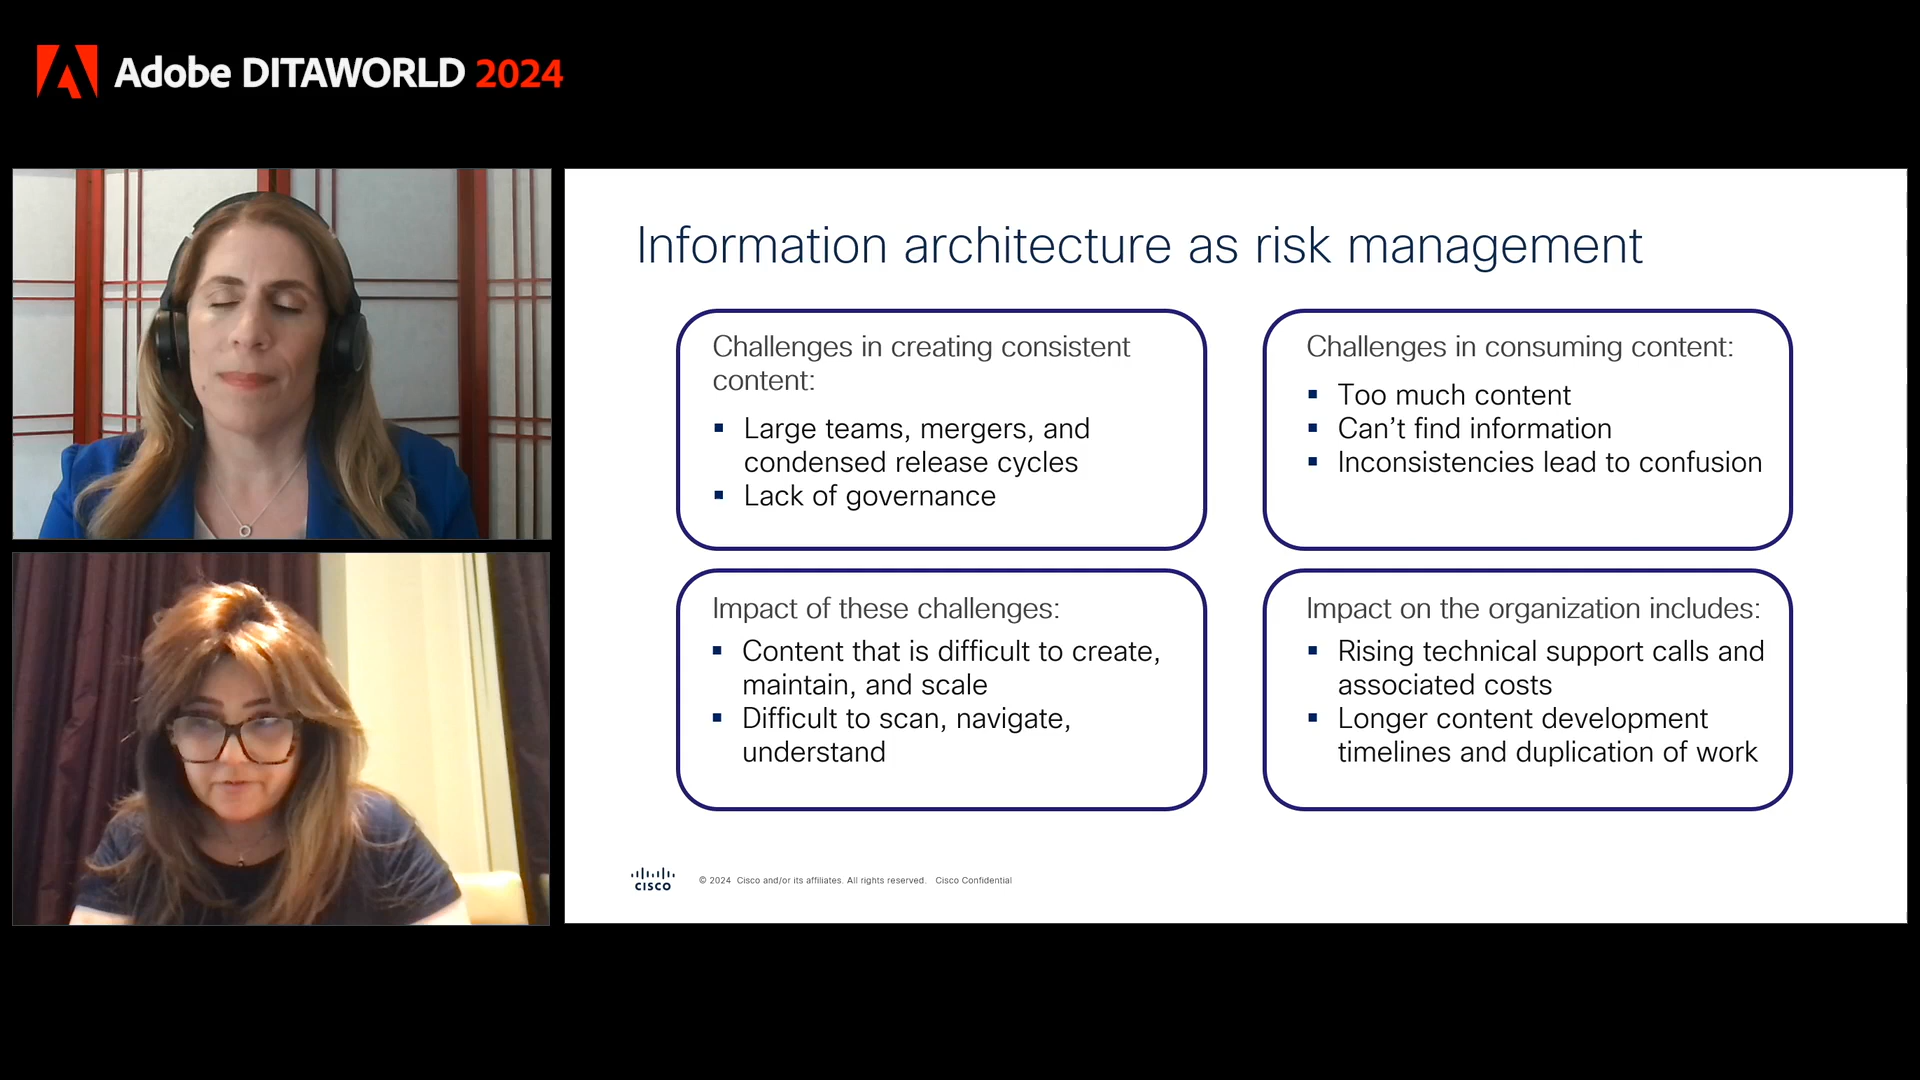 Adobe DITAWORLD 2024
Information architecture as risk management
Challenges in creating consistent
content:
▪ Large teams, mergers, and
condensed release cycles
▪ Lack of governance
Challenges in consuming content:
▪ Too much content
▪ Can’t find information
▪ Inconsistencies lead to confusion
Impact of these challenges:
▪ Content that is difficult to create,
maintain, and scale
▪ Difficult to scan, navigate,
understand
Impact on the organization includes:
▪ Rising technical support calls and
associated costs
▪ Longer content development
timelines and duplication of work
CISCO
© 2024 Cisco and/or its affiliates. All rights reserved. Cisco Confidential